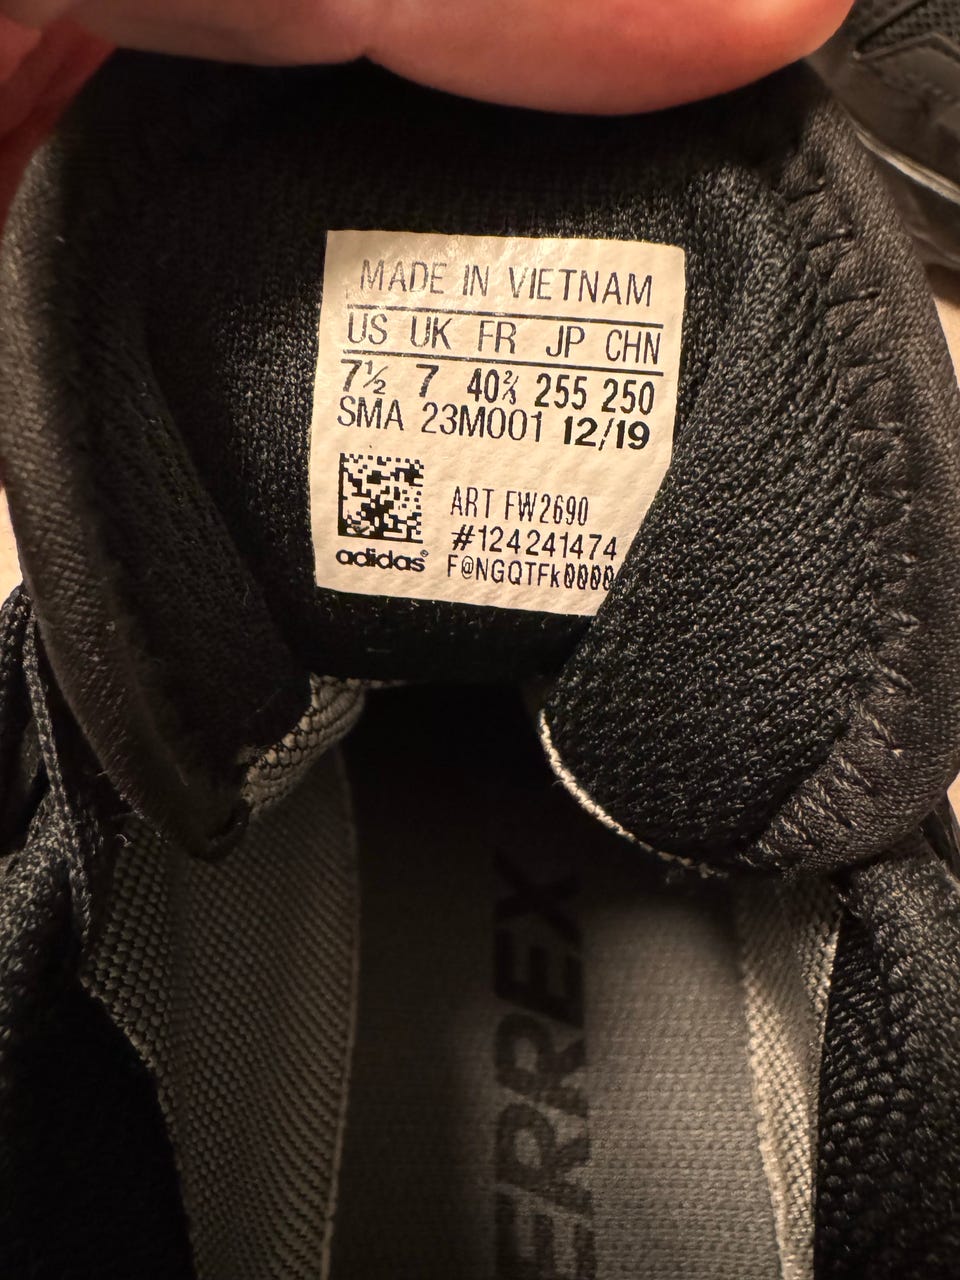 MADE IN VIETNAM
US UK FR JP CHN
7½ 7 40⅔ 255 250
SMA 23M001 12/19
ART FW2690
#124241474
adidas®
F@NGQTFk0000
ERREX